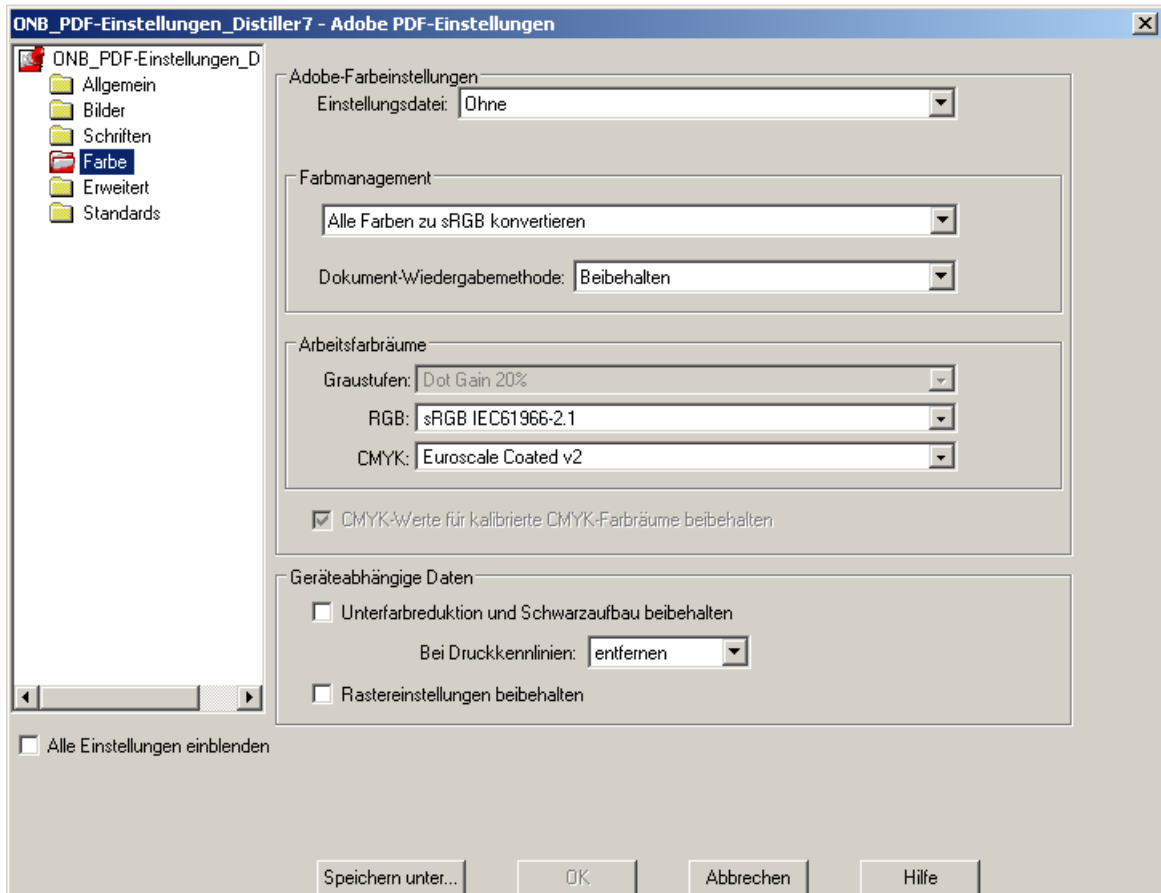 ONB_PDF-Einstellungen_Distiller7 - Adobe PDF-Einstellungen
ONB_PDF-Einstellungen_D
Allgemein
Bilder
Schriften
Farbe
Erweitert
Standards
Alle Einstellungen einblenden
Adobe-Farbeinstellungen
Einstellungsdatei: Ohne
Farbmanagement
Alle Farben zu sRGB konvertieren
Dokument-Wiedergabemethode: Beibehalten
Arbeitsfarbräume
Graustufen: Dot Gain 20%
RGB: sRGB IEC61966-2.1
CMYK: Euroscale Coated v2
CMYK-Werte für kalibrierte CMYK-Farbräume beibehalten
Geräteabhängige Daten
Unterfarbreduktion und Schwarzaufbau beibehalten
Bei Druckkennlinien: entfernen
Rastereinstellungen beibehalten
Speichern unter... OK Abbrechen Hilfe